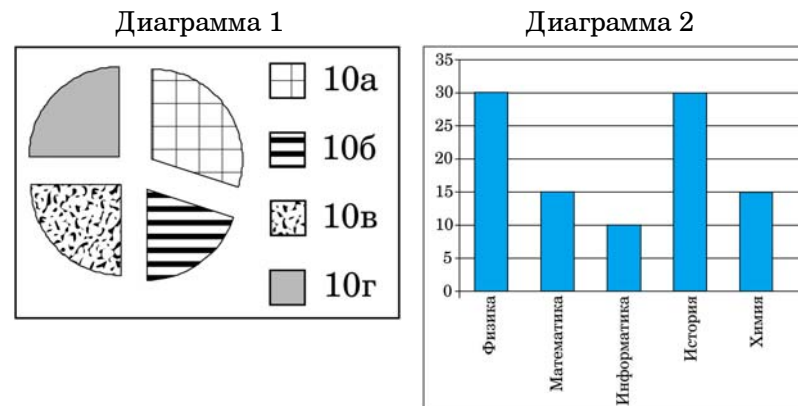 Диаграмма 1
10а
10б
10в
10г
Диаграмма 2
35
30
25
20
15
10
5
0
Физика
Математика
Информатика
История
Химия